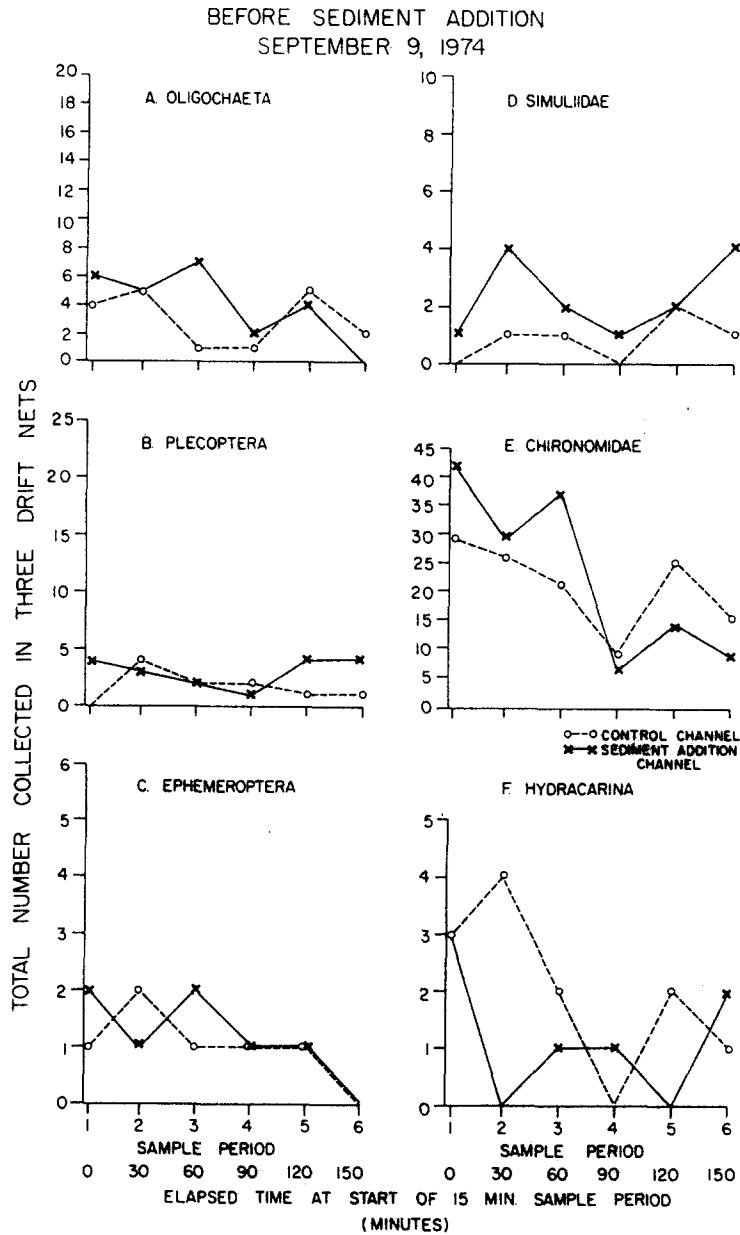 BEFORE SEDIMENT ADDITION
SEPTEMBER 9, 1974
TOTAL NUMBER COLLECTED IN THREE DRIFT NETS
A. OLIGOCHAETA
20
18
16
14
12
10
8
6
4
2
0
B. PLECOPTERA
25
20
15
10
5
0
C. EPHEMEROPTERA
6
5
4
3
2
1
0
1 2 3 4 5 6
SAMPLE PERIOD
0 30 60 90 120 150
D SIMULIIDAE
10
8
6
4
2
0
E. CHIRONOMIDAE
45
40
35
30
25
20
15
10
5
0
o--o CONTROL CHANNEL
x-x SEDIMENT ADDITION
CHANNEL
F. HYDRACARINA
5
4
3
2
1
0
1 2 3 4 5 6
SAMPLE PERIOD
0 30 60 90 120 150
ELAPSED TIME AT START OF 15 MIN. SAMPLE PERIOD
(MINUTES)